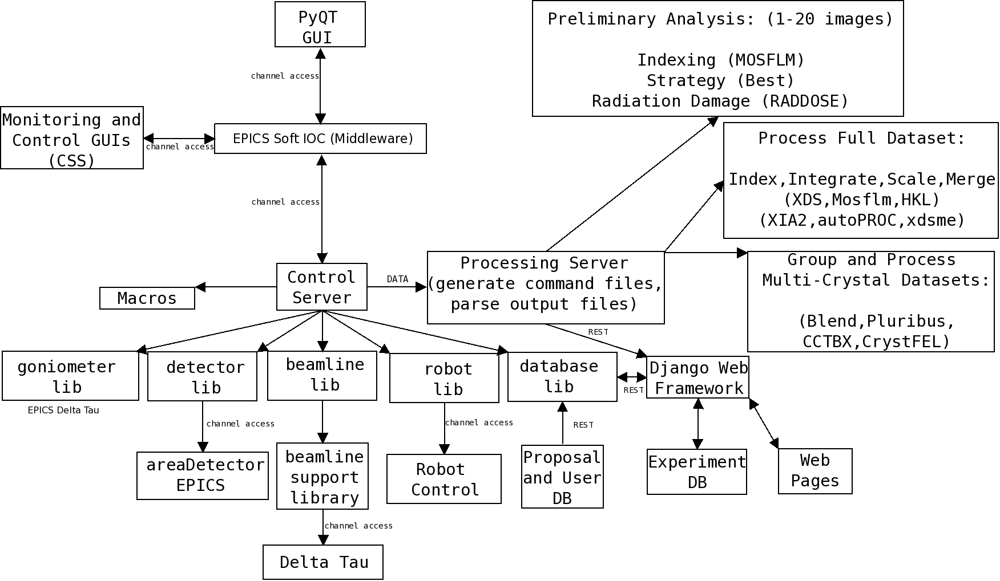 PyQT
GUI
Preliminary Analysis: (1-20 images)
Indexing (MOSFLM)
Strategy (Best)
Radiation Damage (RADDOSE)
channel access
Monitoring and
Control GUIs
(CSS)
channel access
EPICS Soft IOC (Middleware)
Process Full Dataset:
Index,Integrate,Scale,Merge
(XDS,Mosflm,HKL)
(XIA2,autoPROC,xdsme)
channel access
Macros
Control
Server
DATA
Processing Server
(generate command files,
parse output files)
Group and Process
Multi-Crystal Datasets:
(Blend,Pluribus,
CCTBX,CrystFEL)
REST
goniometer
lib
EPICS Delta Tau
detector
lib
beamline
lib
robot
lib
database
lib
REST
Django Web
Framework
channel access
channel access
REST
areaDetector
EPICS
beamline
support
library
Robot
Control
Proposal
and User
DB
Experiment
DB
Web
Pages
channel access
Delta Tau